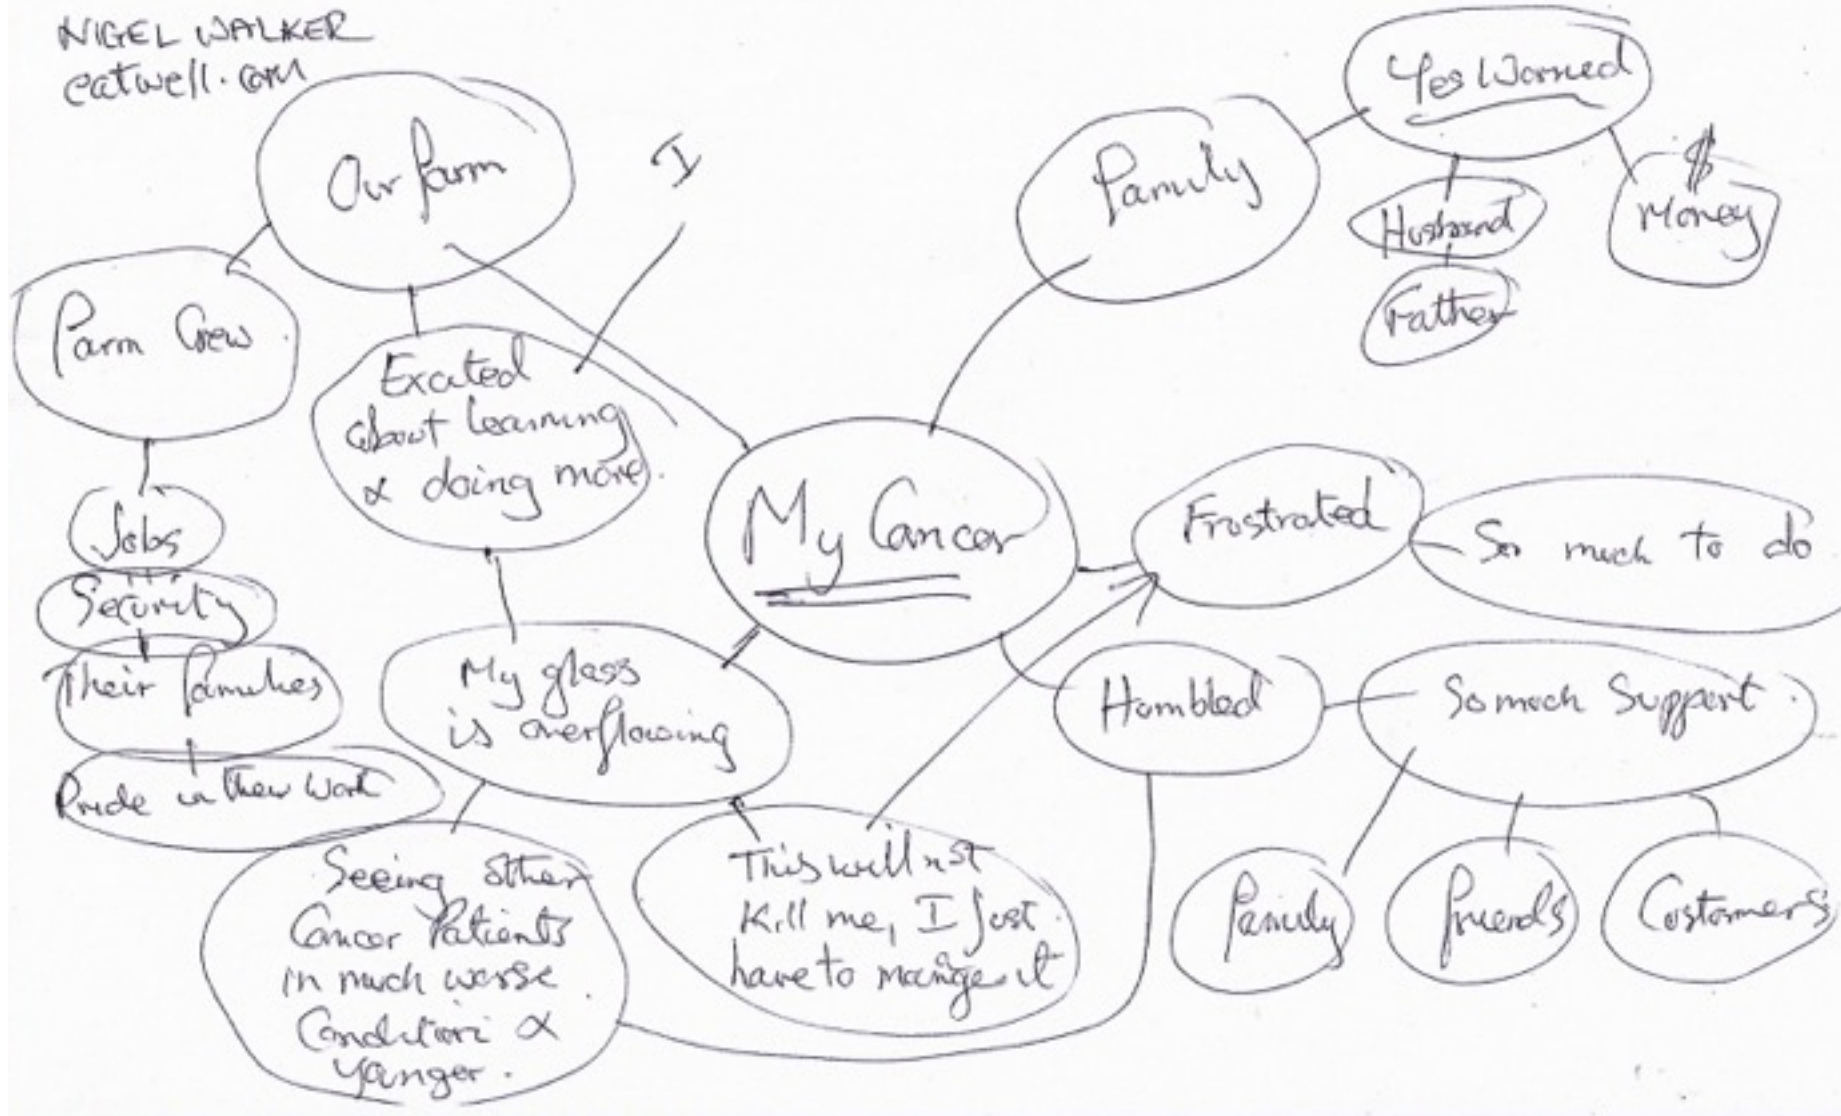 NIGEL WALKER
eatwell.com
Our farm
I
Family
Yes Worried
$
Money
Husband
Father
Farm Crew
Excited
about learning
& doing more.
My Cancer
Frustrated
So much to do
Jobs
Security
Their families
Pride in their work
My glass
is overflowing
Humbled
So much Support.
Seeing other
Cancer Patients
in much worse
Condition &
yanger.
This will not
Kill me, I just
have to mange it
Family
friends
Customers